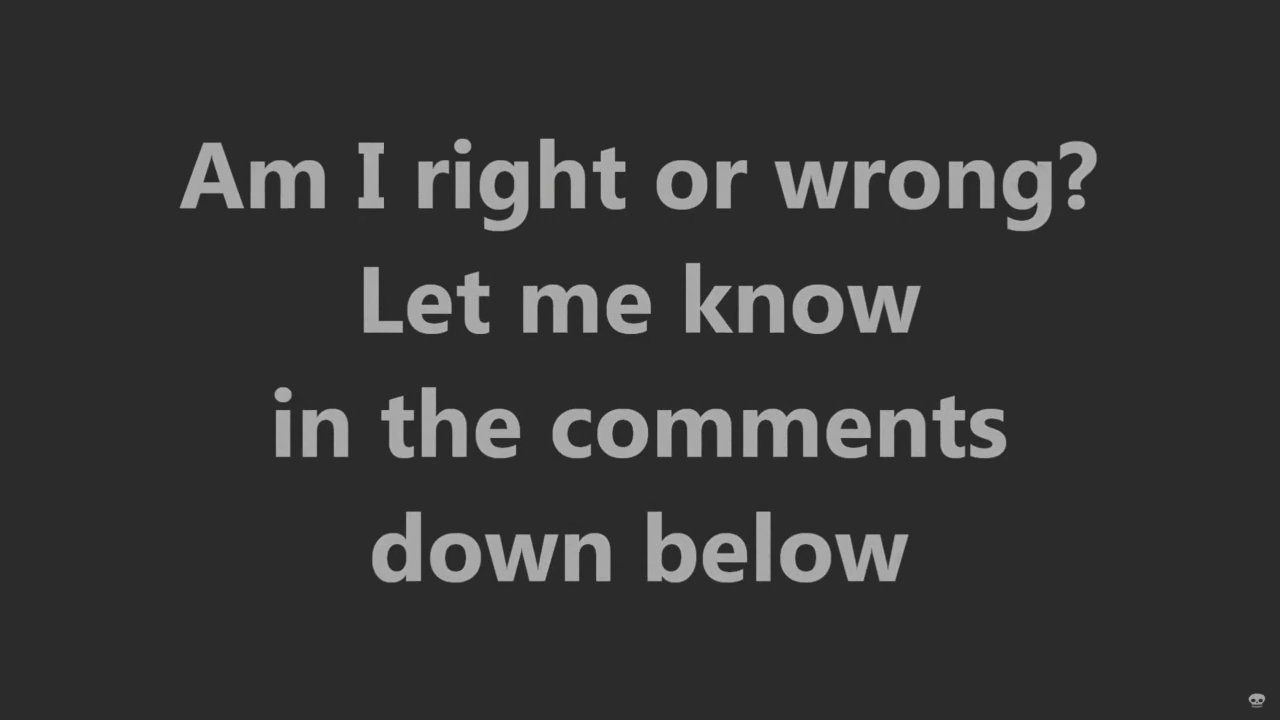 Am I right or wrong?
Let me know
in the comments
down below